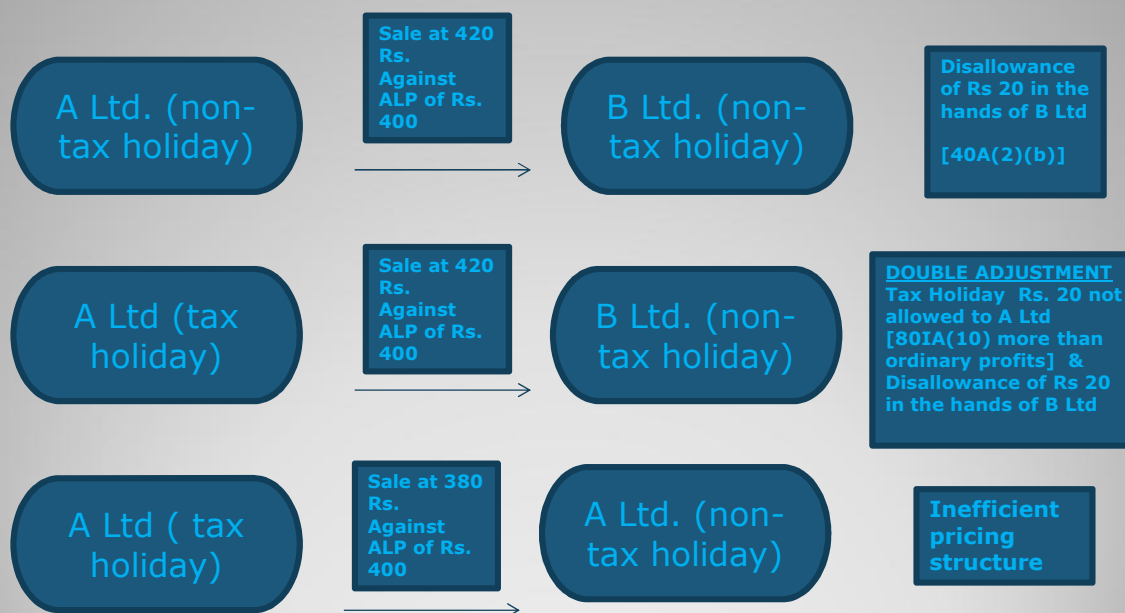 A Ltd. (non-
tax holiday)
Sale at 420
Rs.
Against
ALP of Rs.
400
B Ltd. (non-
tax holiday)
Disallowance
of Rs 20 in the
hands of B Ltd
[40A(2)(b)]
A Ltd (tax
holiday)
Sale at 420
Rs.
Against
ALP of Rs.
400
B Ltd. (non-
tax holiday)
DOUBLE ADJUSTMENT
Tax Holiday Rs. 20 not
allowed to A Ltd
[80IA(10) more than
ordinary profits] &
Disallowance of Rs 20
in the hands of B Ltd
A Ltd ( tax
holiday)
Sale at 380
Rs.
Against
ALP of Rs.
400
A Ltd. (non-
tax holiday)
Inefficient
pricing
structure